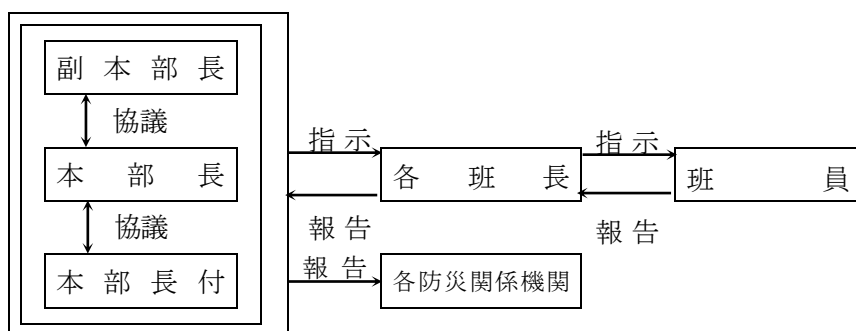 副本部長
協議
本部長
協議
本部長付
指示
報告
報告
各班長
各防災関係機関
指示
報告
班員